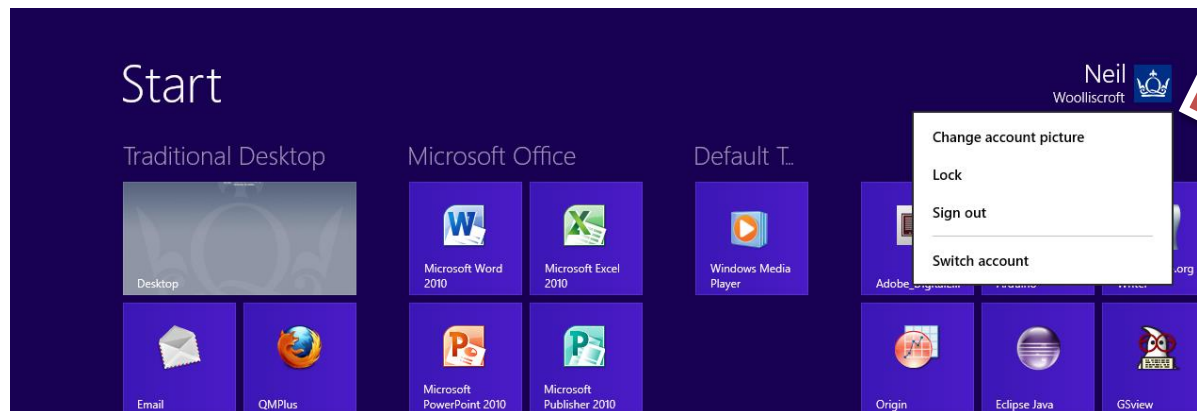 Start
Neil
Woolliscroft
Change account picture
Lock
Sign out
Switch account
Traditional Desktop
Microsoft Office
Default T...
Desktop
Microsoft Word
2010
Microsoft Excel
2010
Windows Media
Player
Email
QMPlus
Microsoft
PowerPoint 2010
Microsoft
Publisher 2010
Origin
Eclipse Java
GSview